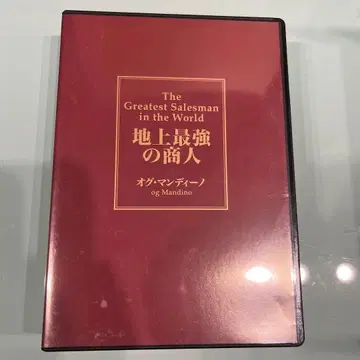 The
Greatest Salesman
in the World
地上最強
の商人
オグ・マンディーノ
og Mandino